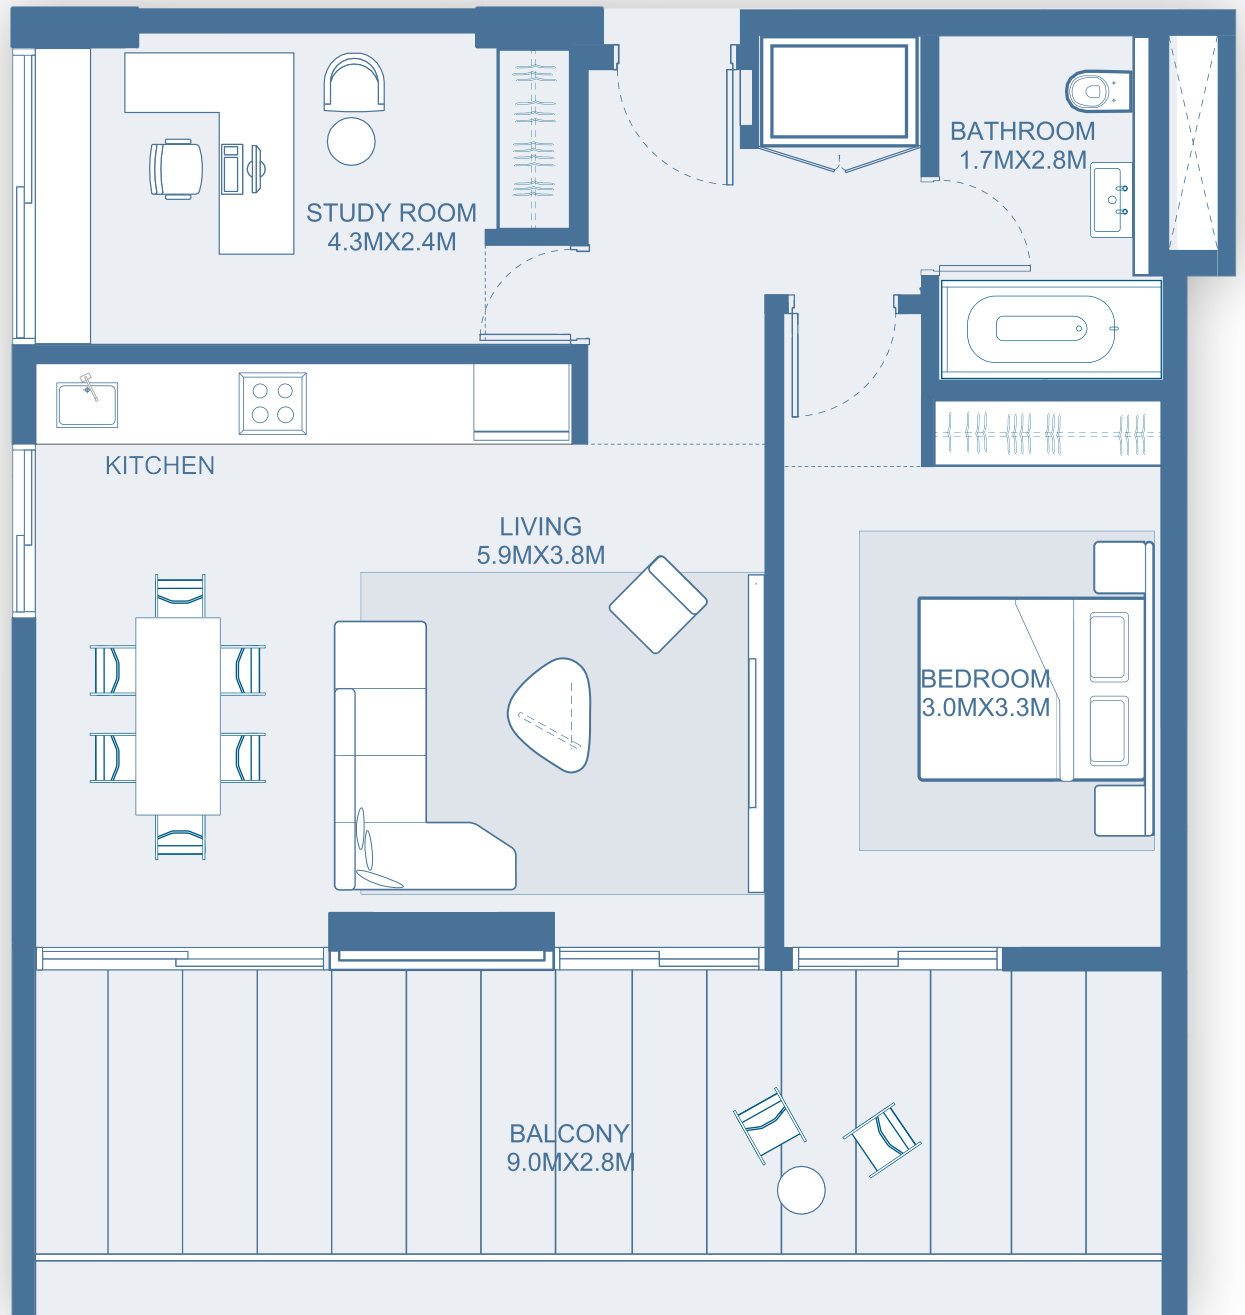 BATHROOM
1.7MX2.8M
STUDY ROOM
4.3MX2.4M
KITCHEN
LIVING
5.9MX3.8M
BEDROOM
3.0MX3.3M
BALCONY
9.0MX2.8M